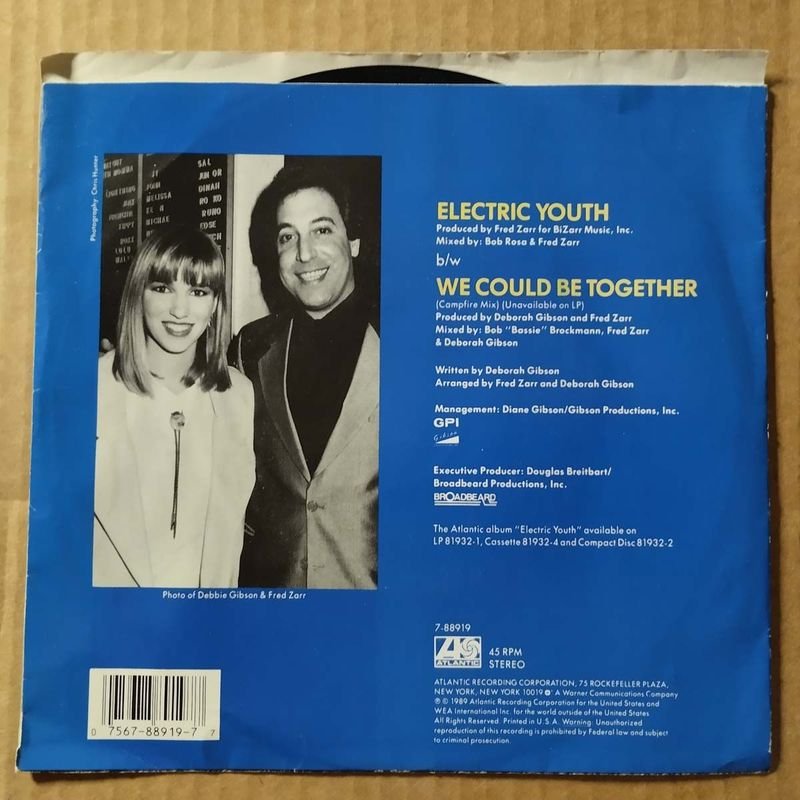 Photography: Chris Hunter
SAL
JUN OR
DINAH
MELISSA
ELECTRIC YOUTH
Produced by Fred Zarr for BiZarr Music, Inc.
Mixed by: Bob Rosa & Fred Zarr
b/w
WE COULD BE TOGETHER
(Campfire Mix) (Unavailable on LP)
Produced by Deborah Gibson and Fred Zarr
Mixed by: Bob "Bassie" Brockmann, Fred Zarr
& Deborah Gibson
Written by Deborah Gibson
Arranged by Fred Zarr and Deborah Gibson
Management: Diane Gibson/Gibson Productions, Inc.
GPI
Gibson
Executive Producer: Douglas Breitbart/
Broadbeard Productions, Inc.
BROADBEARD
The Atlantic album "Electric Youth" available on
LP 81932-1, Cassette 81932-4 and Compact Disc 81932-2
Photo of Debbie Gibson & Fred Zarr
7-88919
ATLANTIC
45 RPM
STEREO
ATLANTIC RECORDING CORPORATION, 75 ROCKEFELLER PLAZA,
NEW YORK, NEW YORK 10019 A Warner Communications Company
℗ © 1989 Atlantic Recording Corporation for the United States and
WEA International Inc. for the world outside of the United States
All Rights Reserved. Printed in U.S.A. Warning: Unauthorized
reproduction of this recording is prohibited by Federal law and subject
to criminal prosecution.
0 7567-88919-7 7